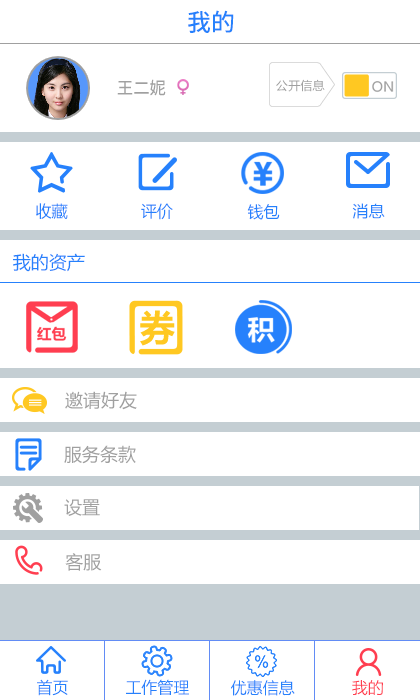 我的
王二妮
公开信息
ON
收藏 评价 钱包 消息
¥
我的资产
红包 券 积
邀请好友
服务条款
设置
客服
%
首页 工作管理 优惠信息 我的